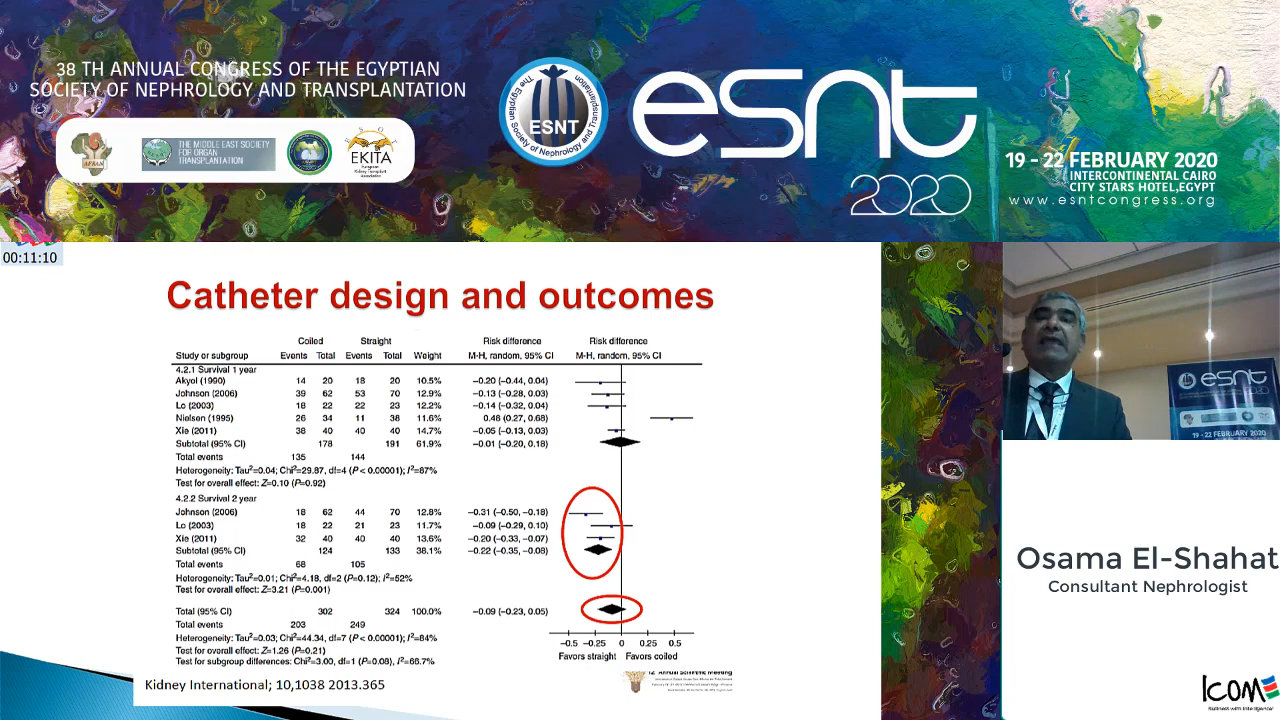 38 TH ANNUAL CONGRESS OF THE EGYPTIAN
SOCIETY OF NEPHROLOGY AND TRANSPLANTATION
AFRAN
THE MIDDLE EAST SOCIETY
FOR ORGAN
TRANSPLANTATION
EKITA
The Egyptian Society of Nephrology and Transplantation
ESNT
esnt
2020
19 - 22 FEBRUARY 2020
INTERCONTINENTAL CAIRO
CITY STARS HOTEL,EGYPT
www.esntcongress.org
00:11:10
Catheter design and outcomes
Coiled Straight Risk difference Risk difference
Study or subgroup Events Total Events Total Weight M-H, random, 95% CI M-H, random, 95% CI
4.2.1 Survival 1 year
Akyol (1990) 14 20 18 20 10.5% −0.20 (−0.44, 0.04)
Johnson (2006) 39 62 53 70 12.9% −0.13 (−0.28, 0.03)
Lo (2003) 18 22 22 23 12.2% −0.14 (−0.32, 0.04)
Nielsen (1995) 26 34 11 38 11.6% 0.48 (0.27, 0.68)
Xie (2011) 38 40 40 40 14.7% −0.05 (−0.13, 0.03)
Subtotal (95% CI) 178 191 61.9% −0.01 (−0.20, 0.18)
Total events 135 144
Heterogeneity: Tau²=0.04; Chi²=29.87, df=4 (P < 0.00001); I²=87%
Test for overall effect: Z=0.10 (P=0.92)
4.2.2 Survival 2 year
Johnson (2006) 18 62 44 70 12.8% −0.31 (−0.50, −0.18)
Lo (2003) 18 22 21 23 11.7% −0.09 (−0.29, 0.10)
Xie (2011) 32 40 40 40 13.6% −0.20 (−0.33, −0.07)
Subtotal (95% CI) 124 133 38.1% −0.22 (−0.35, −0.08)
Total events 68 105
Heterogeneity: Tau²=0.01; Chi²=4.18, df=2 (P=0.12); I²=52%
Test for overall effect: Z=3.21 (P=0.001)
Total (95% CI) 302 324 100.0% −0.09 (−0.23, 0.05)
Total events 203 249
Heterogeneity: Tau²=0.03; Chi²=44.34, df=7 (P < 0.00001); I²=84%
Test for overall effect: Z=1.26 (P=0.21)
Test for subgroup differences: Chi²=3.00, df=1 (P=0.08), I²=66.7%
−0.5 −0.25 0 0.25 0.5
Favors straight Favors coiled
Kidney International; 10,1038 2013.365
Annual Scientific Meeting
esnt
19 - 22 FEBRUARY 2020
Osama El-Shahat
Consultant Nephrologist
ICOM